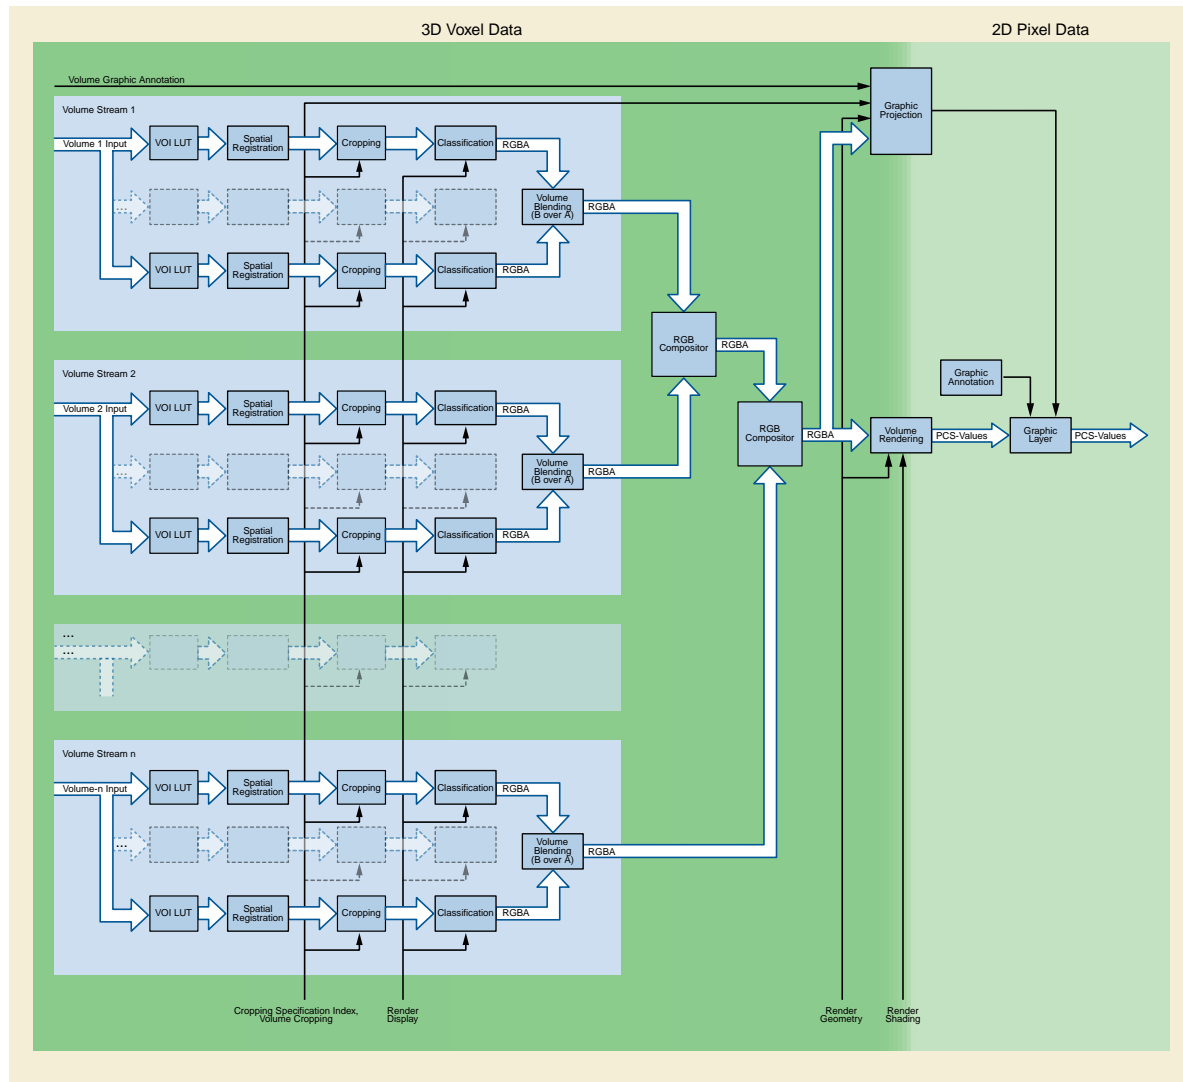 3D Voxel Data
2D Pixel Data
Volume Graphic Annotation
Graphic
Projection
Volume Stream 1
Volume 1 Input
VOI LUT
Spatial
Registration
Cropping
Classification
RGBA
...
Volume
Blending
(B over A)
RGBA
VOI LUT
Spatial
Registration
Cropping
Classification
RGBA
RGB
Compositor
RGBA
Volume Stream 2
Volume 2 Input
VOI LUT
Spatial
Registration
Cropping
Classification
RGBA
...
Volume
Blending
(B over A)
RGBA
VOI LUT
Spatial
Registration
Cropping
Classification
RGBA
RGB
Compositor
RGBA
Graphic
Annotation
Volume
Rendering
PCS-Values
Graphic
Layer
PCS-Values
...
...
Volume Stream n
Volume-n Input
VOI LUT
Spatial
Registration
Cropping
Classification
RGBA
...
Volume
Blending
(B over A)
RGBA
VOI LUT
Spatial
Registration
Cropping
Classification
RGBA
Cropping Specification Index,
Volume Cropping
Render
Display
Render
Geometry
Render
Shading